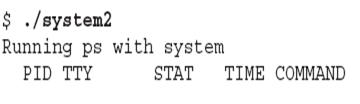 $ ./system2
Running ps with system
PID TTY STAT TIME COMMAND